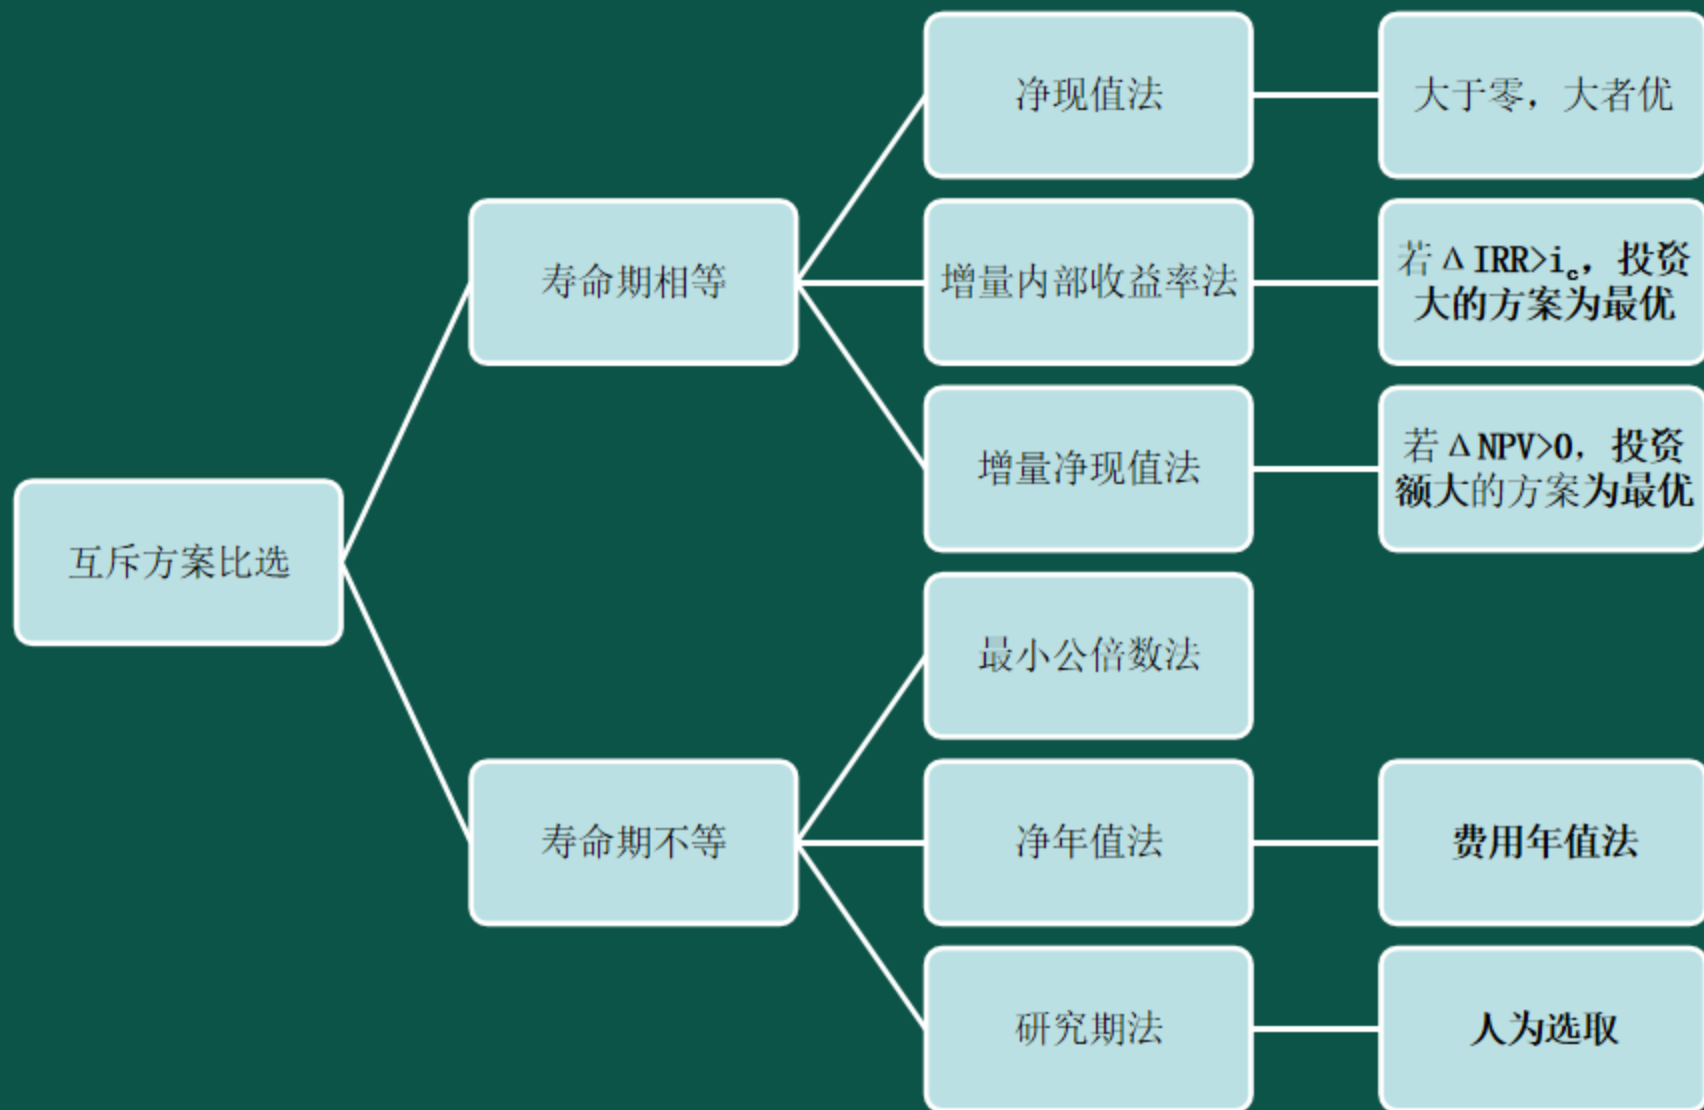 互斥方案比选
寿命期相等
净现值法
大于零，大者优
增量内部收益率法
若ΔIRR>ic，投资
大的方案为最优
增量净现值法
若ΔNPV>0，投资
额大的方案为最优
寿命期不等
最小公倍数法
净年值法
费用年值法
研究期法
人为选取